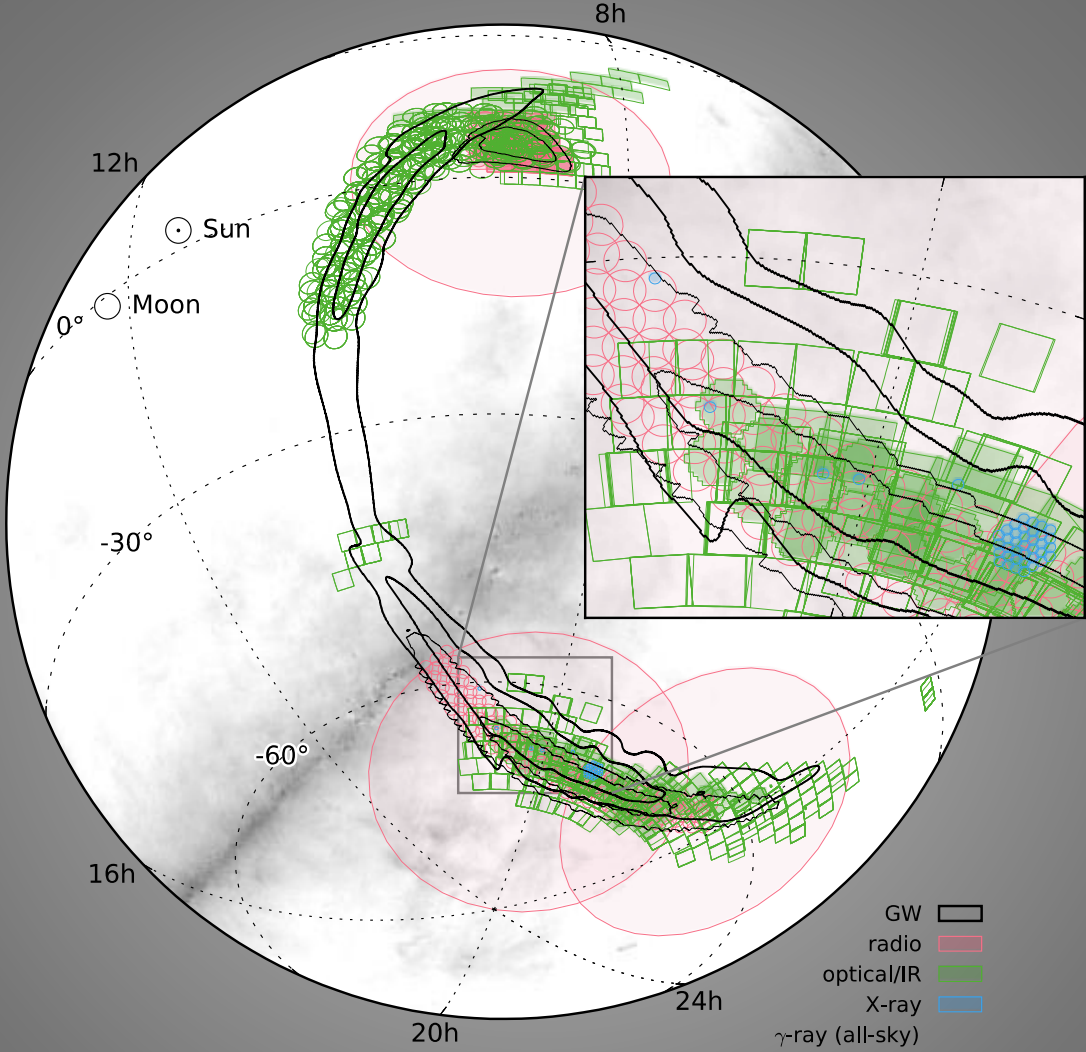 8h
12h
Sun
Moon
0°
-30°
-60°
16h
20h
24h
GW
radio
optical/IR
X-ray
γ-ray (all-sky)